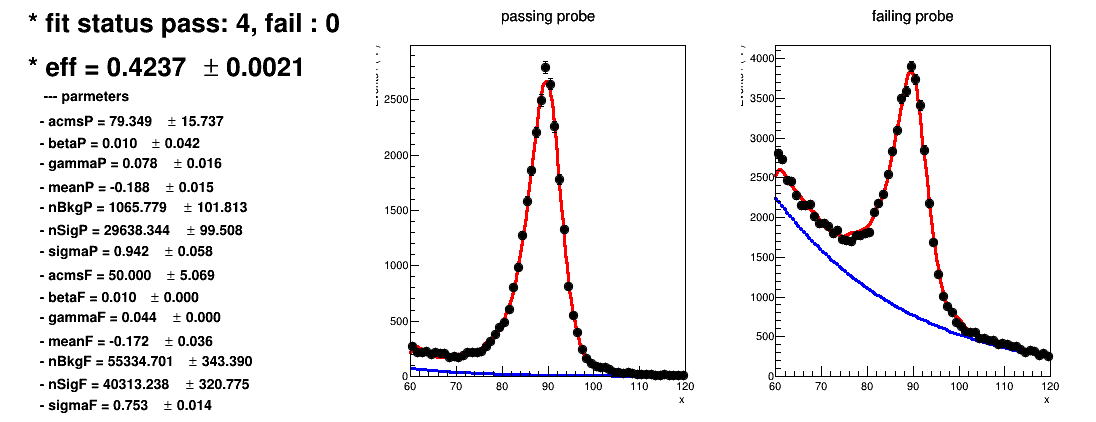 * fit status pass: 4, fail : 0
* eff = 0.4237 ± 0.0021
--- parmeters
- acmsP = 79.349 ± 15.737
- betaP = 0.010 ± 0.042
- gammaP = 0.078 ± 0.016
- meanP = -0.188 ± 0.015
- nBkgP = 1065.779 ± 101.813
- nSigP = 29638.344 ± 99.508
- sigmaP = 0.942 ± 0.058
- acmsF = 50.000 ± 5.069
- betaF = 0.010 ± 0.000
- gammaF = 0.044 ± 0.000
- meanF = -0.172 ± 0.036
- nBkgF = 55334.701 ± 343.390
- nSigF = 40313.238 ± 320.775
- sigmaF = 0.753 ± 0.014
passing probe
2500
2000
1500
1000
500
0
60 70 80 90 100 110 120
x
failing probe
4000
3500
3000
2500
2000
1500
1000
500
0
60 70 80 90 100 110 120
x